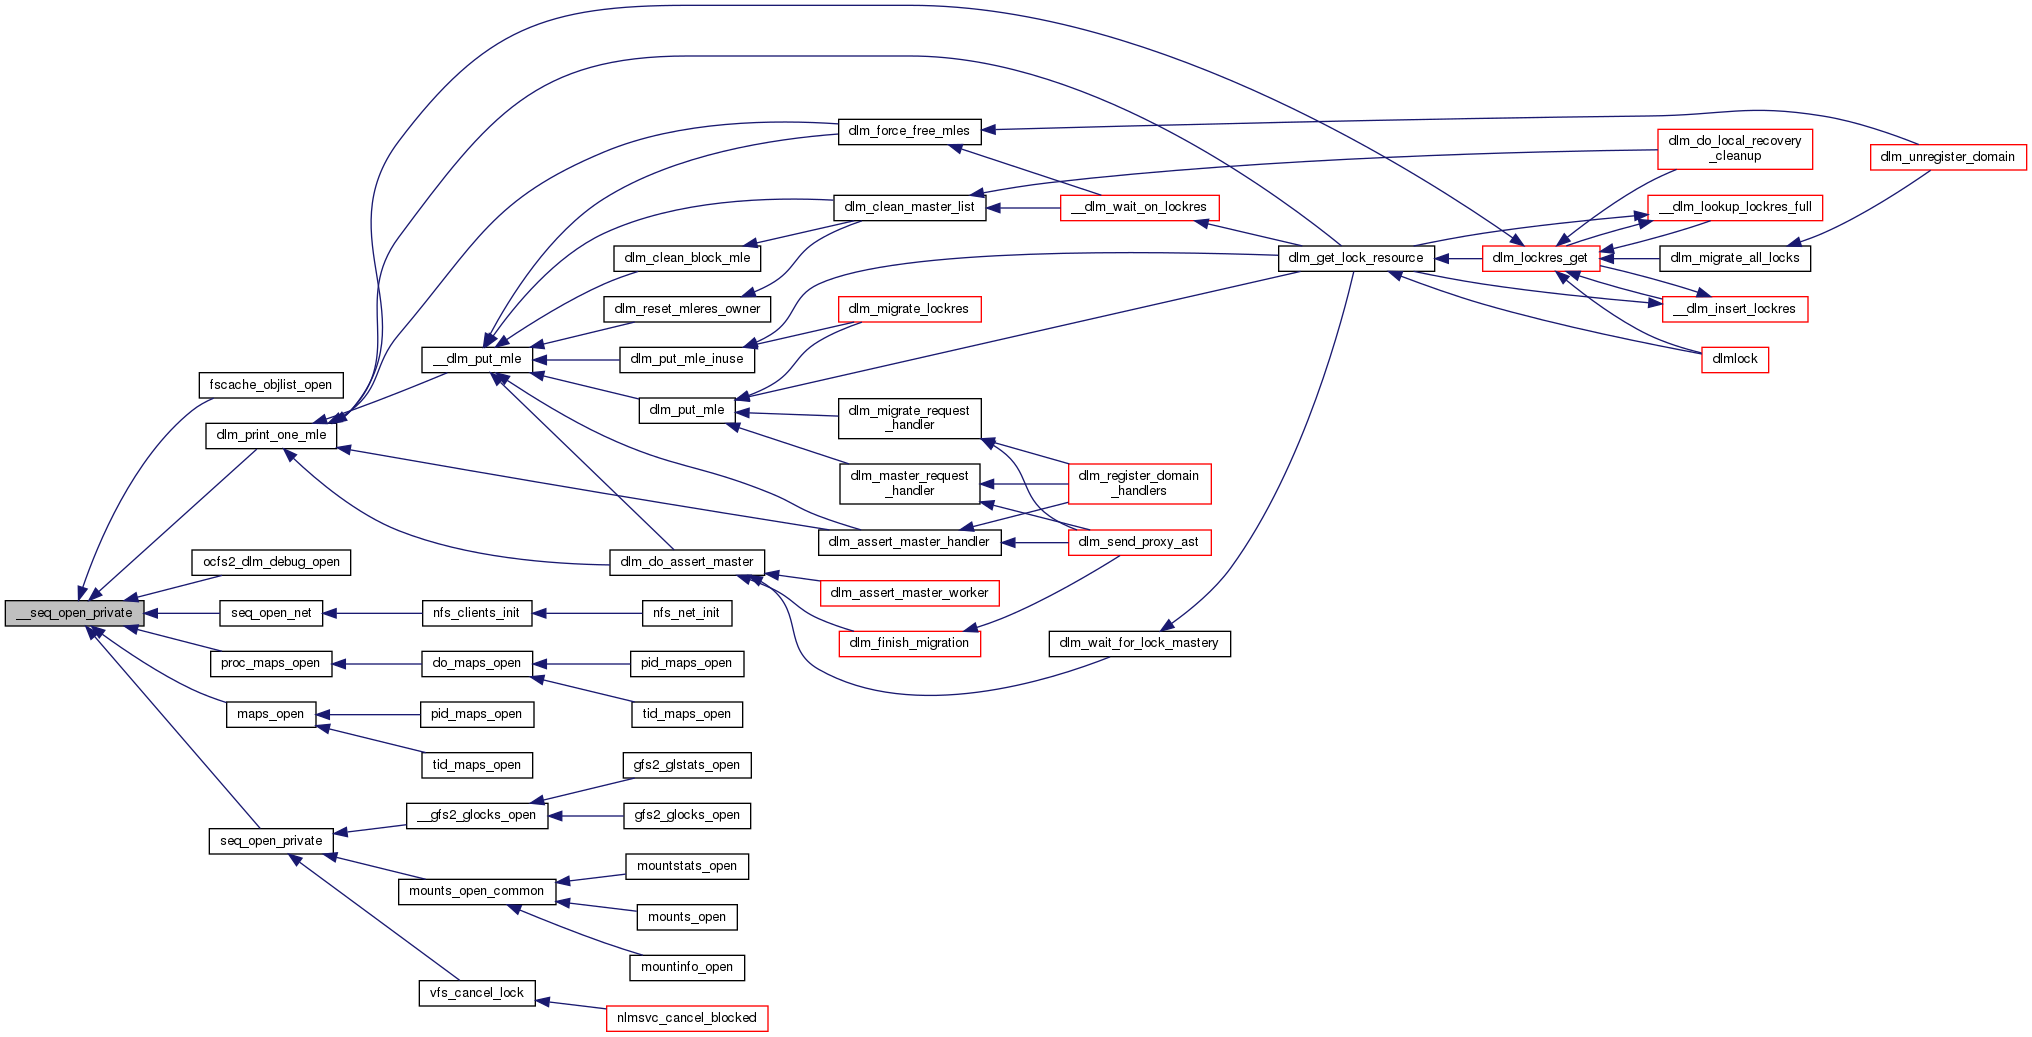 dlm_force_free_mles
dlm_do_local_recovery
_cleanup
dlm_unregister_domain
dlm_clean_master_list
__dlm_wait_on_lockres
__dlm_lookup_lockres_full
dlm_clean_block_mle
dlm_get_lock_resource
dlm_lockres_get
dlm_migrate_all_locks
dlm_reset_mleres_owner
dlm_migrate_lockres
__dlm_insert_lockres
__dlm_put_mle
dlm_put_mle_inuse
dlmlock
fscache_objlist_open
dlm_put_mle
dlm_migrate_request
_handler
dlm_print_one_mle
dlm_master_request
_handler
dlm_register_domain
_handlers
dlm_assert_master_handler
dlm_send_proxy_ast
ocfs2_dlm_debug_open
dlm_do_assert_master
dlm_assert_master_worker
__seq_open_private
seq_open_net
nfs_clients_init
nfs_net_init
dlm_finish_migration
dlm_wait_for_lock_mastery
proc_maps_open
do_maps_open
pid_maps_open
maps_open
pid_maps_open
tid_maps_open
tid_maps_open
gfs2_glstats_open
__gfs2_glocks_open
gfs2_glocks_open
seq_open_private
mountstats_open
mounts_open_common
mounts_open
mountinfo_open
vfs_cancel_lock
nlmsvc_cancel_blocked